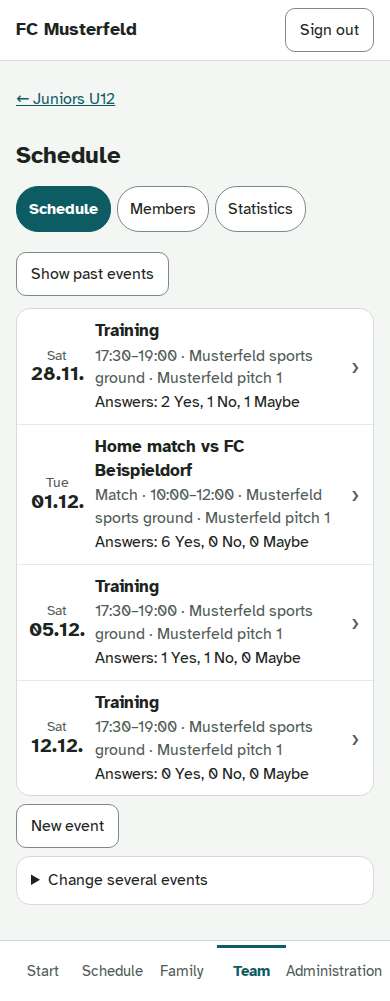 FC Musterfeld
Sign out
← Juniors U12
Schedule
Schedule
Members
Statistics
Show past events
Sat
28.11.
Training
17:30–19:00 · Musterfeld sports
ground · Musterfeld pitch 1
Answers: 2 Yes, 1 No, 1 Maybe
Tue
01.12.
Home match vs FC
Beispieldorf
Match · 10:00–12:00 · Musterfeld
sports ground · Musterfeld pitch 1
Answers: 6 Yes, 0 No, 0 Maybe
Sat
05.12.
Training
17:30–19:00 · Musterfeld sports
ground · Musterfeld pitch 1
Answers: 1 Yes, 1 No, 0 Maybe
Sat
12.12.
Training
17:30–19:00 · Musterfeld sports
ground · Musterfeld pitch 1
Answers: 0 Yes, 0 No, 0 Maybe
New event
Change several events
Start
Schedule
Family
Team
Administration